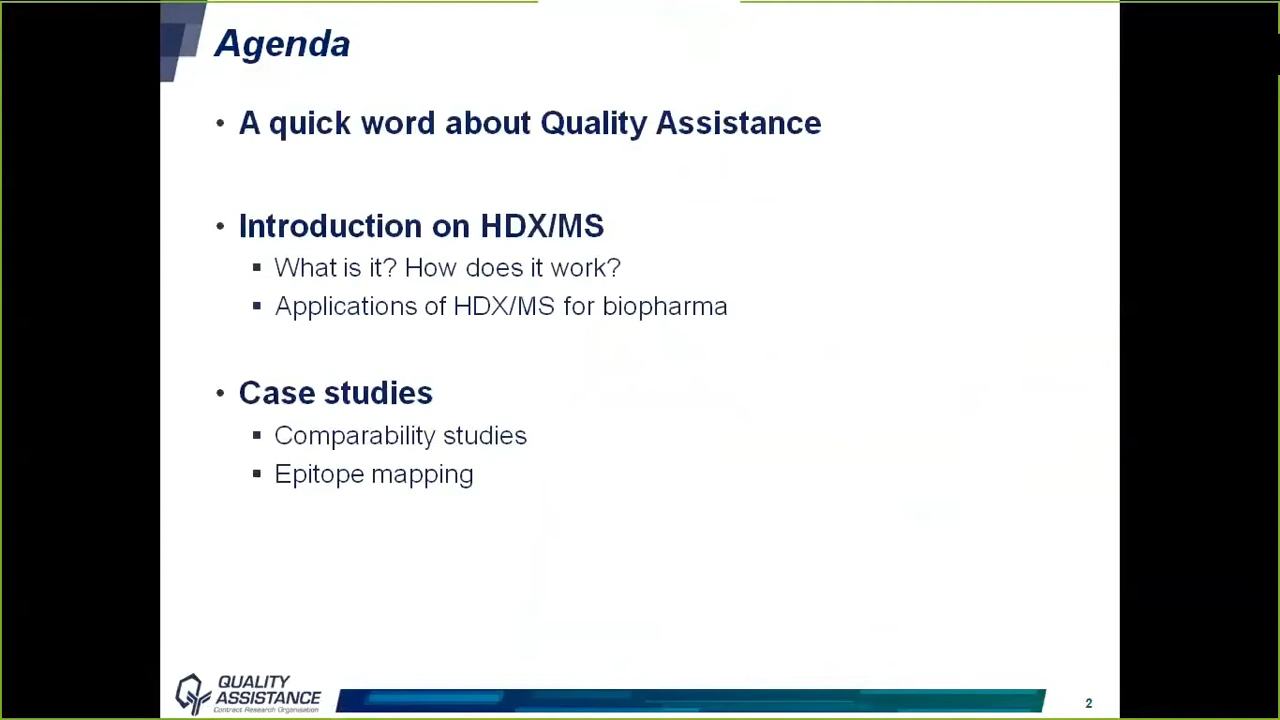 Agenda
• A quick word about Quality Assistance
• Introduction on HDX/MS
▪ What is it? How does it work?
▪ Applications of HDX/MS for biopharma
• Case studies
▪ Comparability studies
▪ Epitope mapping
QUALITY
ASSISTANCE
Contract Research Organisation
2